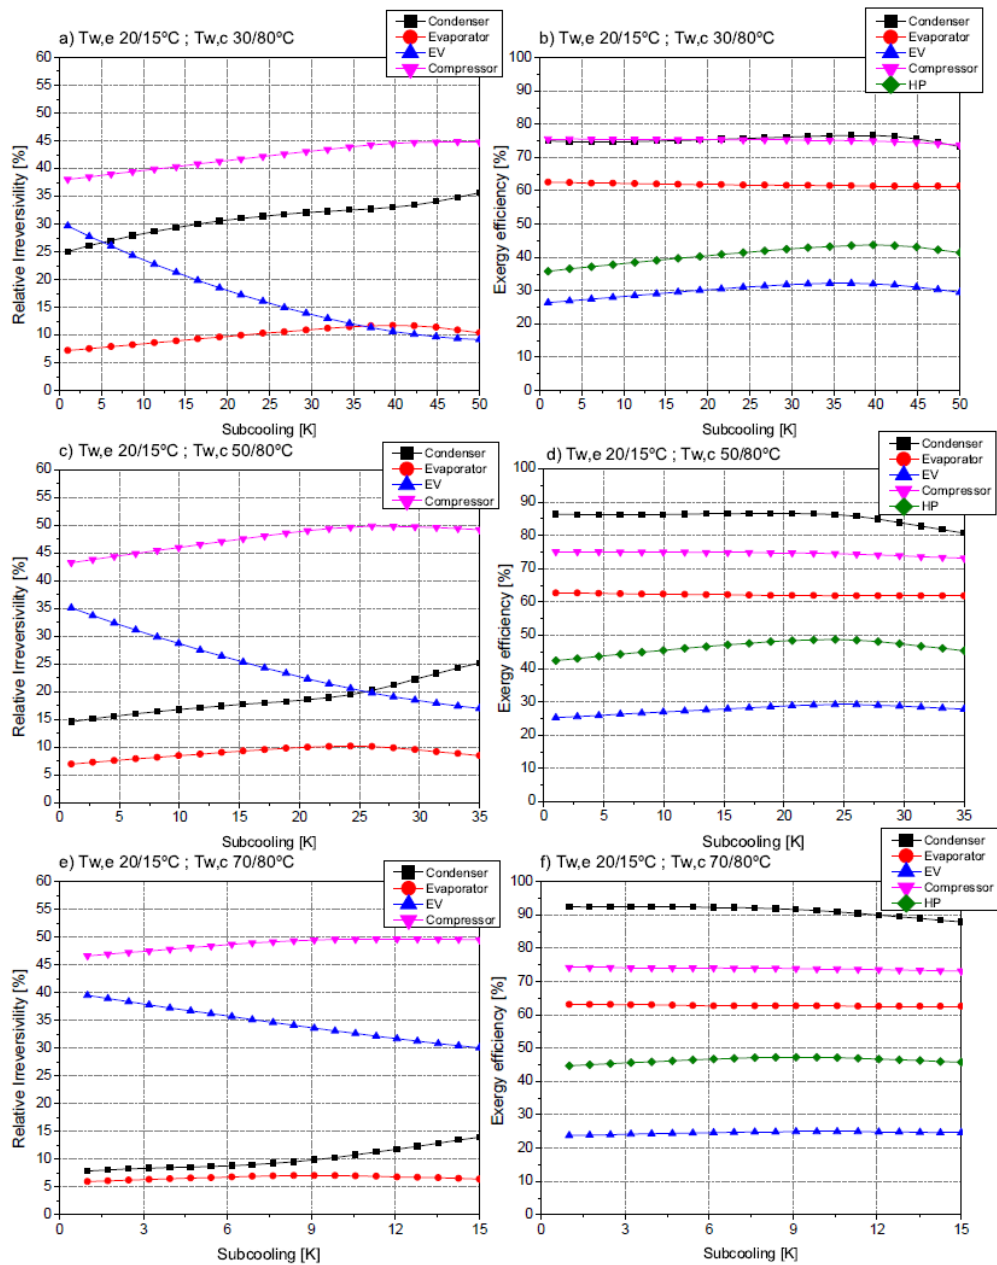 a) Tw,e 20/15ºC ; Tw,c 30/80ºC
Condenser
Evaporator
EV
Compressor
60
55
50
45
40
35
30
25
20
15
10
5
0
Relative Irreversivility [%]
0 5 10 15 20 25 30 35 40 45 50
Subcooling [K]
b) Tw,e 20/15ºC ; Tw,c 30/80ºC
Condenser
Evaporator
EV
Compressor
HP
100
90
80
70
60
50
40
30
20
10
0
Exergy efficiency [%]
0 5 10 15 20 25 30 35 40 45 50
Subcooling [K]
c) Tw,e 20/15ºC ; Tw,c 50/80ºC
Condenser
Evaporator
EV
Compressor
60
55
50
45
40
35
30
25
20
15
10
5
0
Relative Irreversivility [%]
0 5 10 15 20 25 30 35
Subcooling [K]
d) Tw,e 20/15ºC ; Tw,c 50/80ºC
Condenser
Evaporator
EV
Compressor
HP
100
90
80
70
60
50
40
30
20
10
0
Exergy efficiency [%]
0 5 10 15 20 25 30 35
Subcooling [K]
e) Tw,e 20/15ºC ; Tw,c 70/80ºC
Condenser
Evaporator
EV
Compressor
60
55
50
45
40
35
30
25
20
15
10
5
0
Relative Irreversivility [%]
0 3 6 9 12 15
Subcooling [K]
f) Tw,e 20/15ºC ; Tw,c 70/80ºC
Condenser
Evaporator
EV
Compressor
HP
100
90
80
70
60
50
40
30
20
10
0
Exergy efficiency [%]
0 3 6 9 12 15
Subcooling [K]